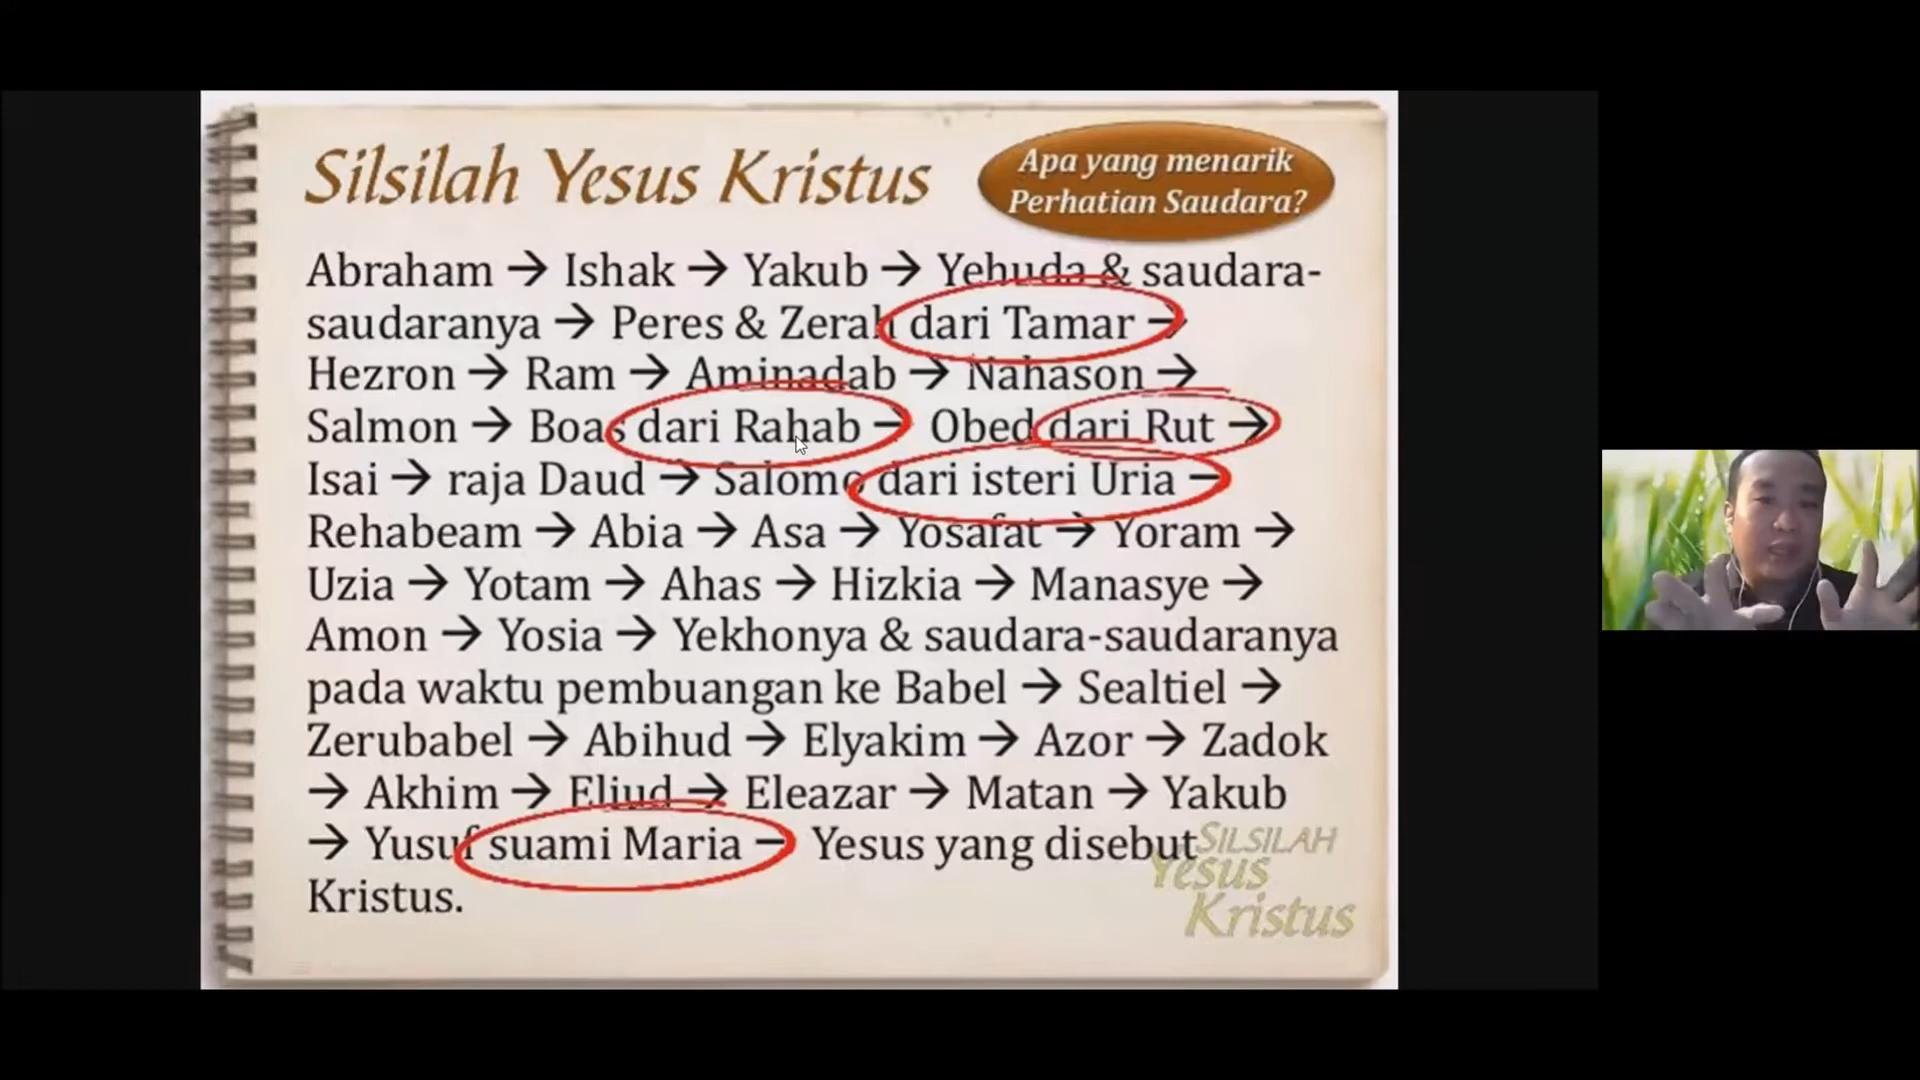 Silsilah Yesus Kristus
Apa yang menarik
Perhatian Saudara?
Abraham → Ishak → Yakub → Yehuda & saudara-
saudaranya → Peres & Zerah dari Tamar →
Hezron → Ram → Aminadab → Nahason →
Salmon → Boas dari Rahab → Obed dari Rut →
Isai → raja Daud → Salomo dari isteri Uria →
Rehabeam → Abia → Asa → Yosafat → Yoram →
Uzia → Yotam → Ahas → Hizkia → Manasye →
Amon → Yosia → Yekhonya & saudara-saudaranya
pada waktu pembuangan ke Babel → Sealtiel →
Zerubabel → Abihud → Elyakim → Azor → Zadok
→ Akhim → Eliud → Eleazar → Matan → Yakub
→ Yusuf suami Maria → Yesus yang disebut
Kristus.
SILSILAH
Yesus
Kristus